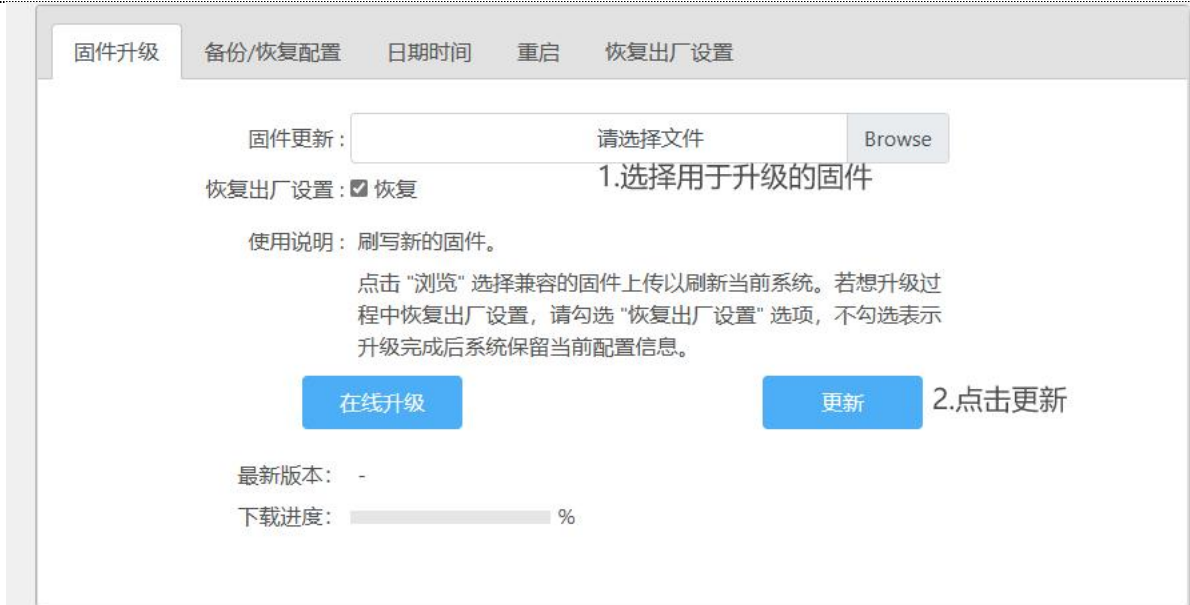 固件升级 备份/恢复配置 日期时间 重启 恢复出厂设置
固件更新 : 请选择文件 Browse
1.选择用于升级的固件
恢复出厂设置 : 恢复
使用说明 : 刷写新的固件。
点击 "浏览" 选择兼容的固件上传以刷新当前系统。若想升级过
程中恢复出厂设置，请勾选 "恢复出厂设置" 选项，不勾选表示
升级完成后系统保留当前配置信息。
在线升级 更新 2.点击更新
最新版本： -
下载进度： %